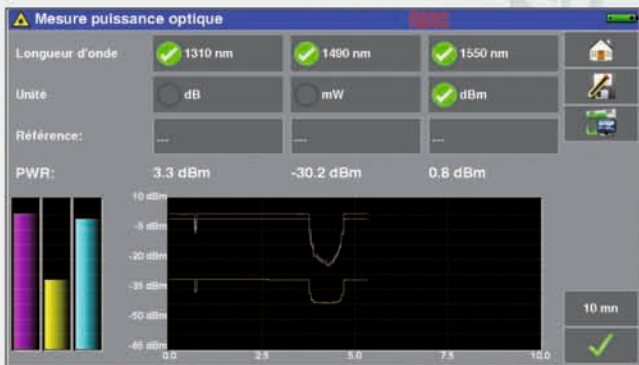 Mesure puissance optique
Longueur d'onde 1310 nm 1490 nm 1550 nm
Unité dB mW dBm
Référence: --- --- ---
PWR: 3.3 dBm -30.2 dBm 0.8 dBm
10 dBm
-5 dBm
-20 dBm
-35 dBm
-50 dBm
-65 dBm
0.0 2.5 5.0 7.5 10.0
10 mn